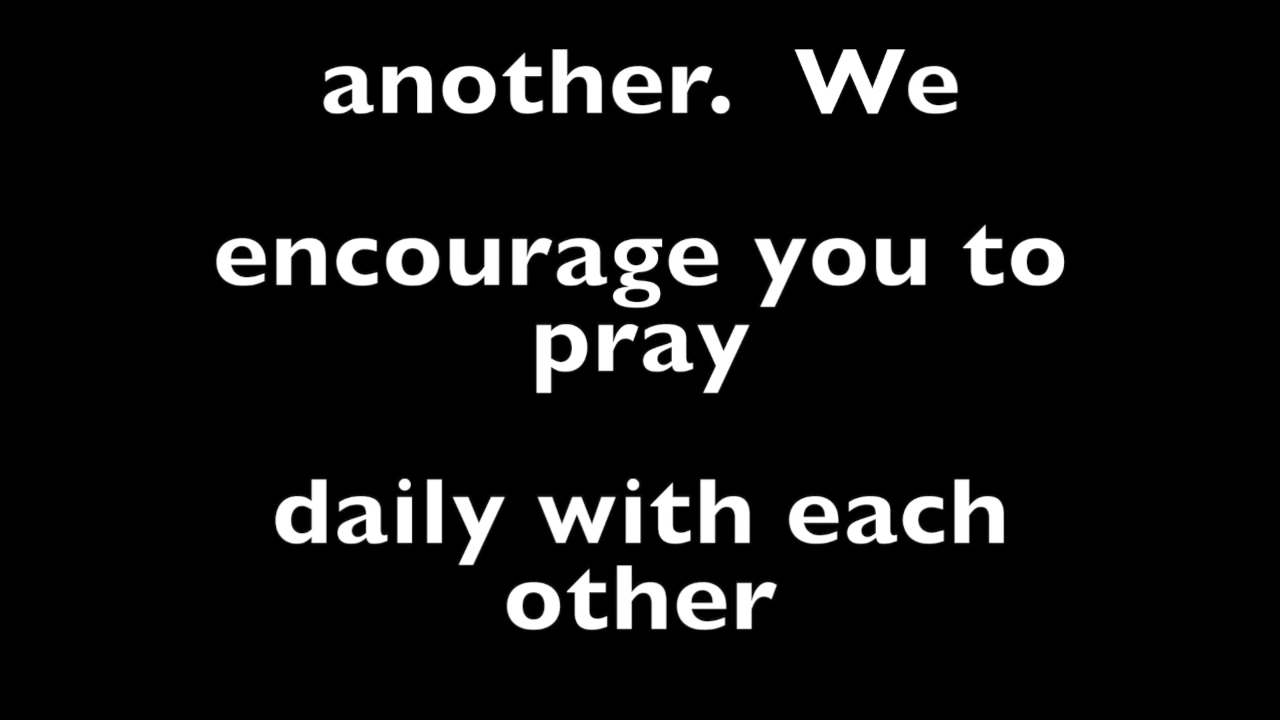 another.  We
encourage you to
pray
daily with each
other